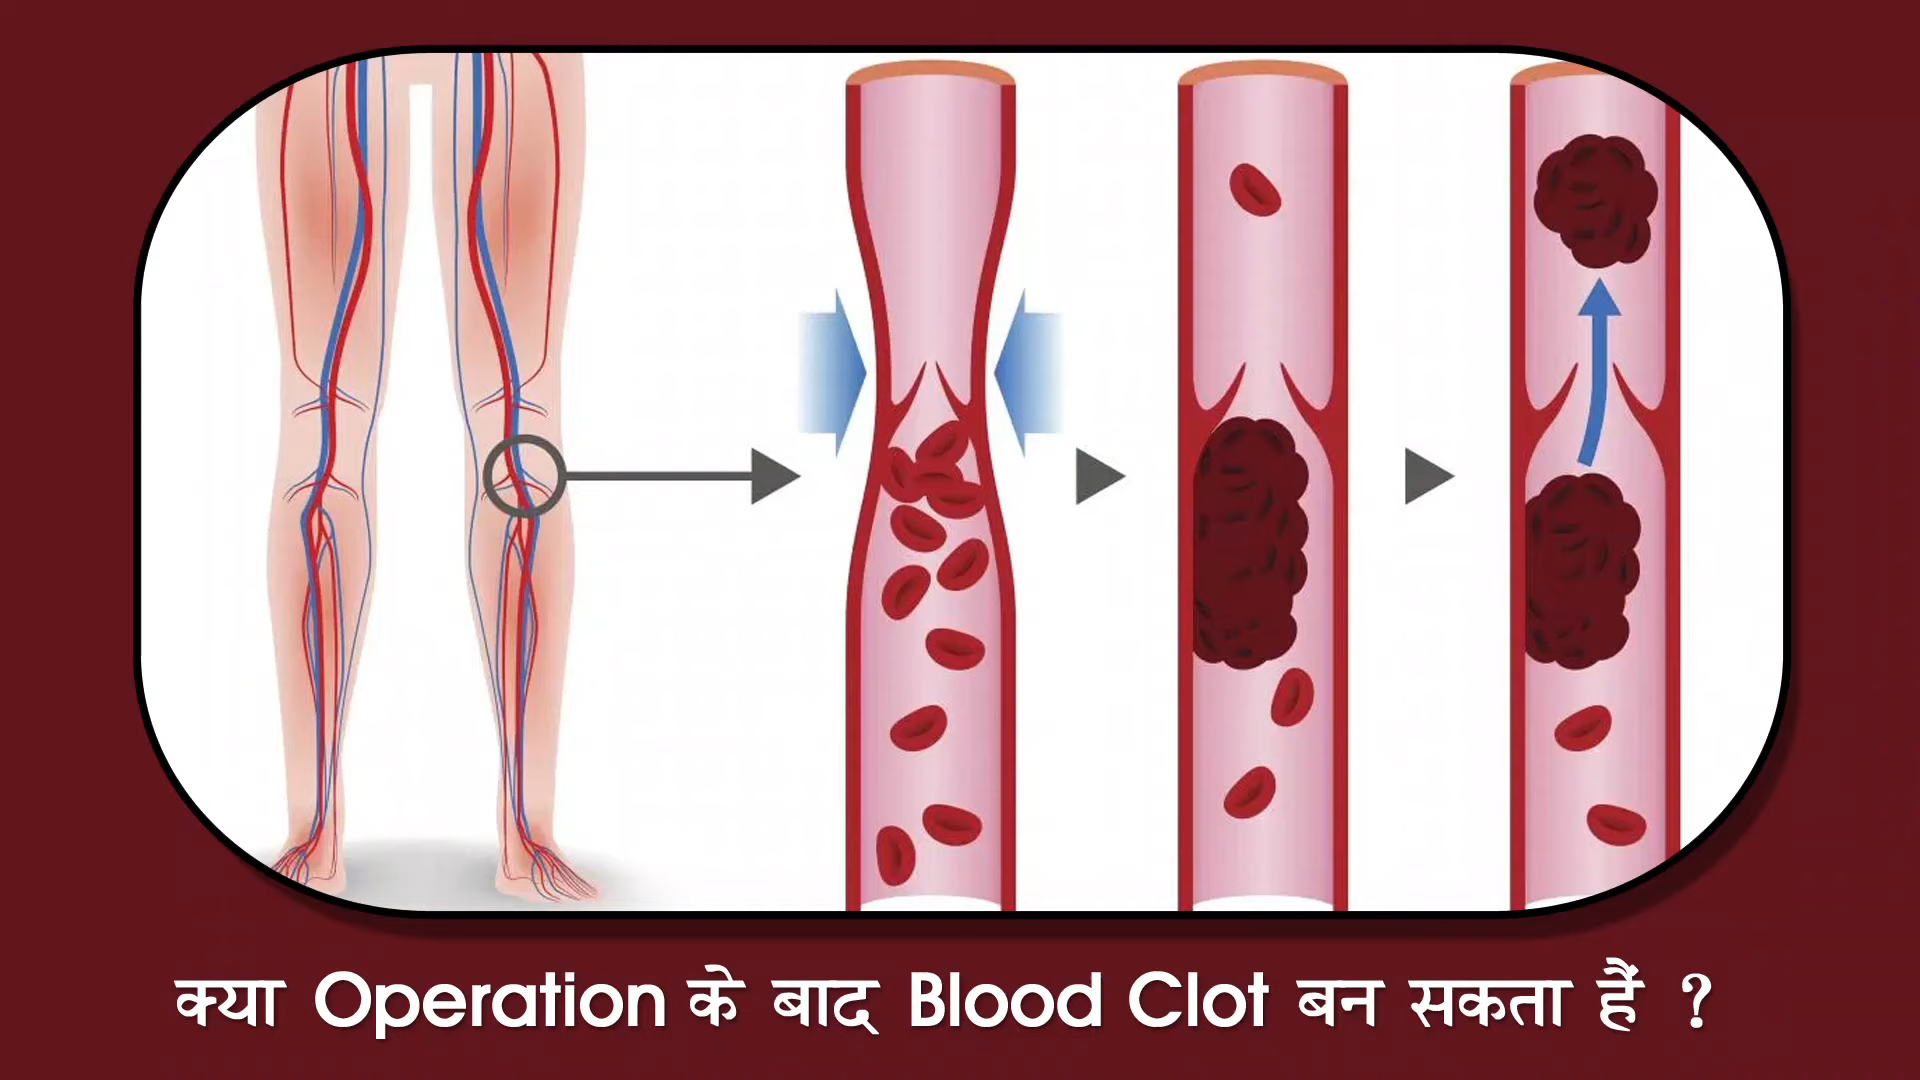 क्या Operation के बाद Blood Clot बन सकता हैं ?